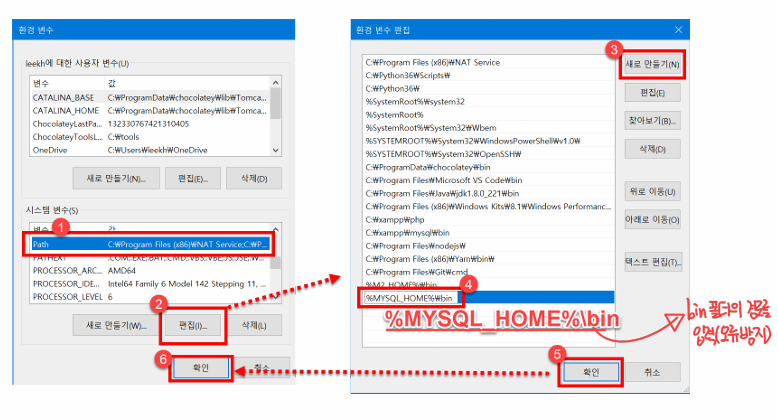 환경 변수
leekh에 대한 사용자 변수(U)
변수 값
CATALINA_BASE C:₩ProgramData₩chocolatey₩lib₩Tomca...
CATALINA_HOME C:₩ProgramData₩chocolatey₩lib₩Tomca...
ChocolateyLastPa... 132330767421310405
ChocolateyToolsL... C:₩tools
OneDrive C:₩Users₩leekh₩OneDrive
새로 만들기(N)... 편집(E)... 삭제(D)
시스템 변수(S)
1
변수 값
Path C:₩Program Files (x86)₩NAT Service;C:₩P...
PATHEXT .COM;.EXE;.BAT;.CMD;.VBS;.VBE;.JS;.JSE;.W...
PROCESSOR_ARC... AMD64
PROCESSOR_IDE... Intel64 Family 6 Model 142 Stepping 11, ...
PROCESSOR_LEVEL 6
2
새로 만들기(W)... 편집(I)... 삭제(L)
6
확인 취소
환경 변수 편집
3
C:₩Program Files (x86)₩NAT Service
C:₩Python36₩Scripts₩
C:₩Python36₩
%SystemRoot%₩system32
%SystemRoot%
%SystemRoot%₩System32₩Wbem
%SYSTEMROOT%₩System32₩WindowsPowerShell₩v1.0₩
%SYSTEMROOT%₩System32₩OpenSSH₩
C:₩ProgramData₩chocolatey₩bin
C:₩Program Files₩Microsoft VS Code₩bin
C:₩Program Files₩Java₩jdk1.8.0_221₩bin
C:₩Program Files (x86)₩Windows Kits₩8.1₩Windows Performanc...
C:₩xampp₩php
C:₩xampp₩mysql₩bin
C:₩Program Files₩nodejs₩
C:₩Program Files (x86)₩Yarn₩bin₩
C:₩Program Files₩Git₩cmd
4
%M2_HOME%₩bin
%MYSQL_HOME%₩bin
%MYSQL_HOME%\bin
새로 만들기(N)
편집(E)
찾아보기(B)...
삭제(D)
위로 이동(U)
아래로 이동(O)
텍스트 편집(T)...
bin 폴더의 경로
입력(오류방지)
5
확인 취소